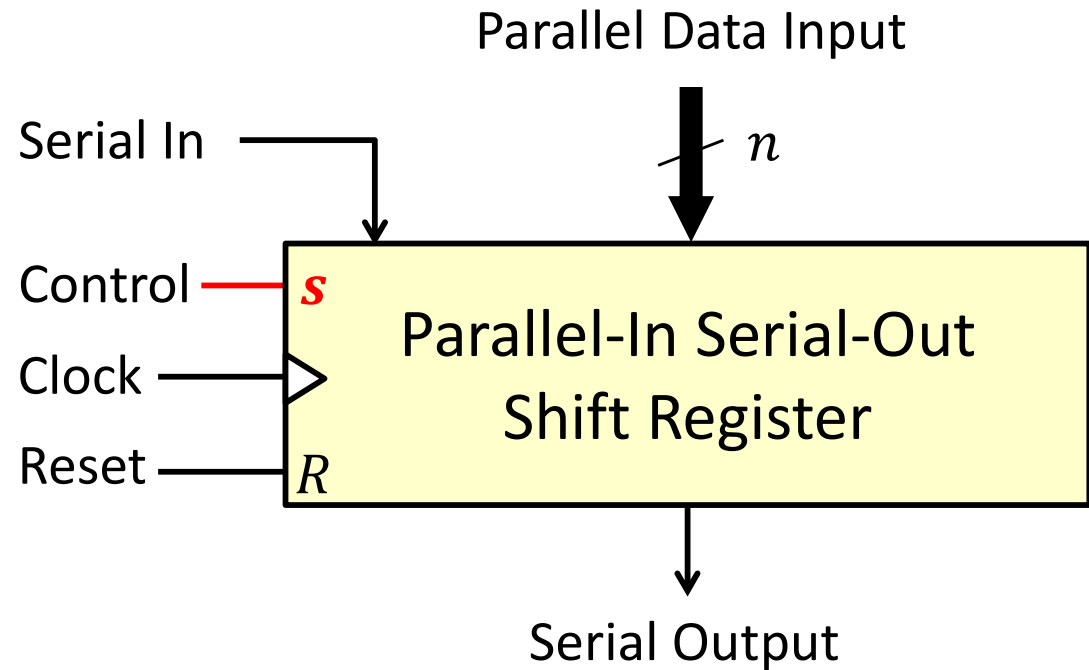 Parallel Data Input
Serial In
n
Control
s
Parallel-In Serial-Out
Shift Register
Clock
Reset
R
Serial Output